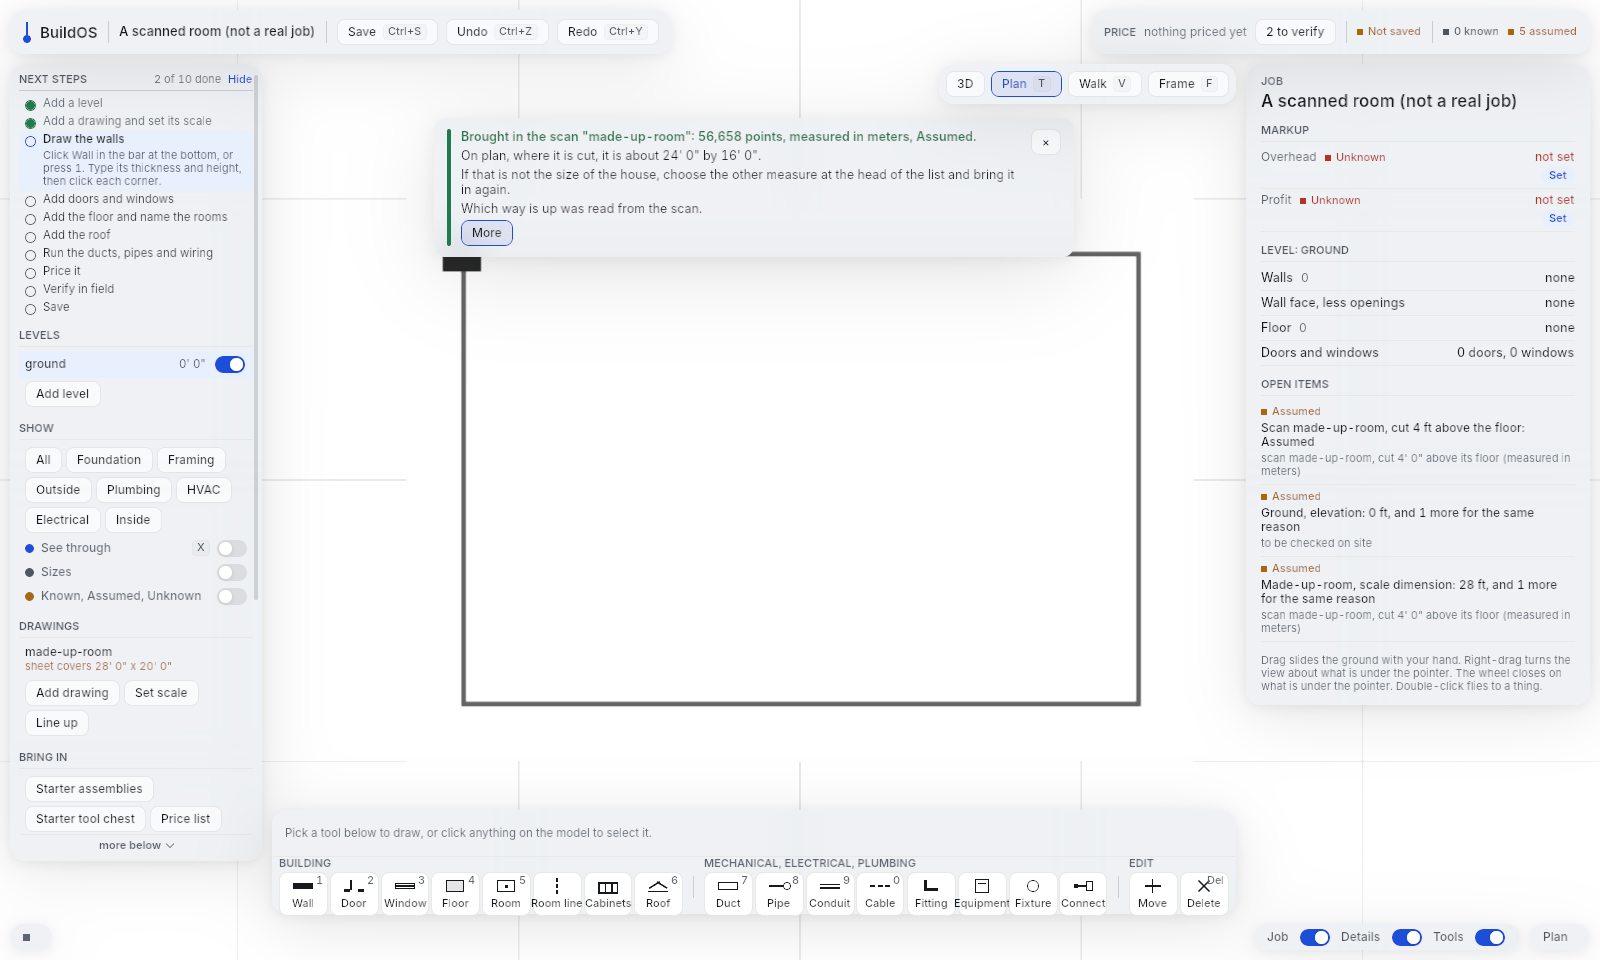 BuildOS
A scanned room (not a real job)
Save Ctrl+S
Undo Ctrl+Z
Redo Ctrl+Y
PRICE nothing priced yet
2 to verify
Not saved
0 known
5 assumed
3D
Plan T
Walk V
Frame F
NEXT STEPS 2 of 10 done Hide
Add a level
Add a drawing and set its scale
Draw the walls
Click Wall in the bar at the bottom, or
press 1. Type its thickness and height,
then click each corner.
Add doors and windows
Add the floor and name the rooms
Add the roof
Run the ducts, pipes and wiring
Price it
Verify in field
Save
LEVELS
ground 0' 0"
Add level
SHOW
All Foundation Framing
Outside Plumbing HVAC
Electrical Inside
See through X
Sizes
Known, Assumed, Unknown
DRAWINGS
made-up-room
sheet covers 28' 0" x 20' 0"
Add drawing Set scale
Line up
BRING IN
Starter assemblies
Starter tool chest Price list
more below
Brought in the scan "made-up-room": 56,658 points, measured in meters, Assumed.
×
On plan, where it is cut, it is about 24' 0" by 16' 0".
If that is not the size of the house, choose the other measure at the head of the list and bring it
in again.
Which way is up was read from the scan.
More
JOB
A scanned room (not a real job)
MARKUP
Overhead Unknown not set
Set
Profit Unknown not set
Set
LEVEL: GROUND
Walls 0 none
Wall face, less openings none
Floor 0 none
Doors and windows 0 doors, 0 windows
OPEN ITEMS
Assumed
Scan made-up-room, cut 4 ft above the floor:
Assumed
scan made-up-room, cut 4' 0" above its floor (measured in
meters)
Assumed
Ground, elevation: 0 ft, and 1 more for the same
reason
to be checked on site
Assumed
Made-up-room, scale dimension: 28 ft, and 1 more
for the same reason
scan made-up-room, cut 4' 0" above its floor (measured in
meters)
Drag slides the ground with your hand. Right-drag turns the
view about what is under the pointer. The wheel closes on
what is under the pointer. Double-click flies to a thing.
Pick a tool below to draw, or click anything on the model to select it.
BUILDING
1 2 3 4 5 6
Wall Door Window Floor Room Room line Cabinets Roof
MECHANICAL, ELECTRICAL, PLUMBING
7 8 9 0
Duct Pipe Conduit Cable Fitting Equipment Fixture Connect
EDIT
Del
Move Delete
Job Details Tools Plan